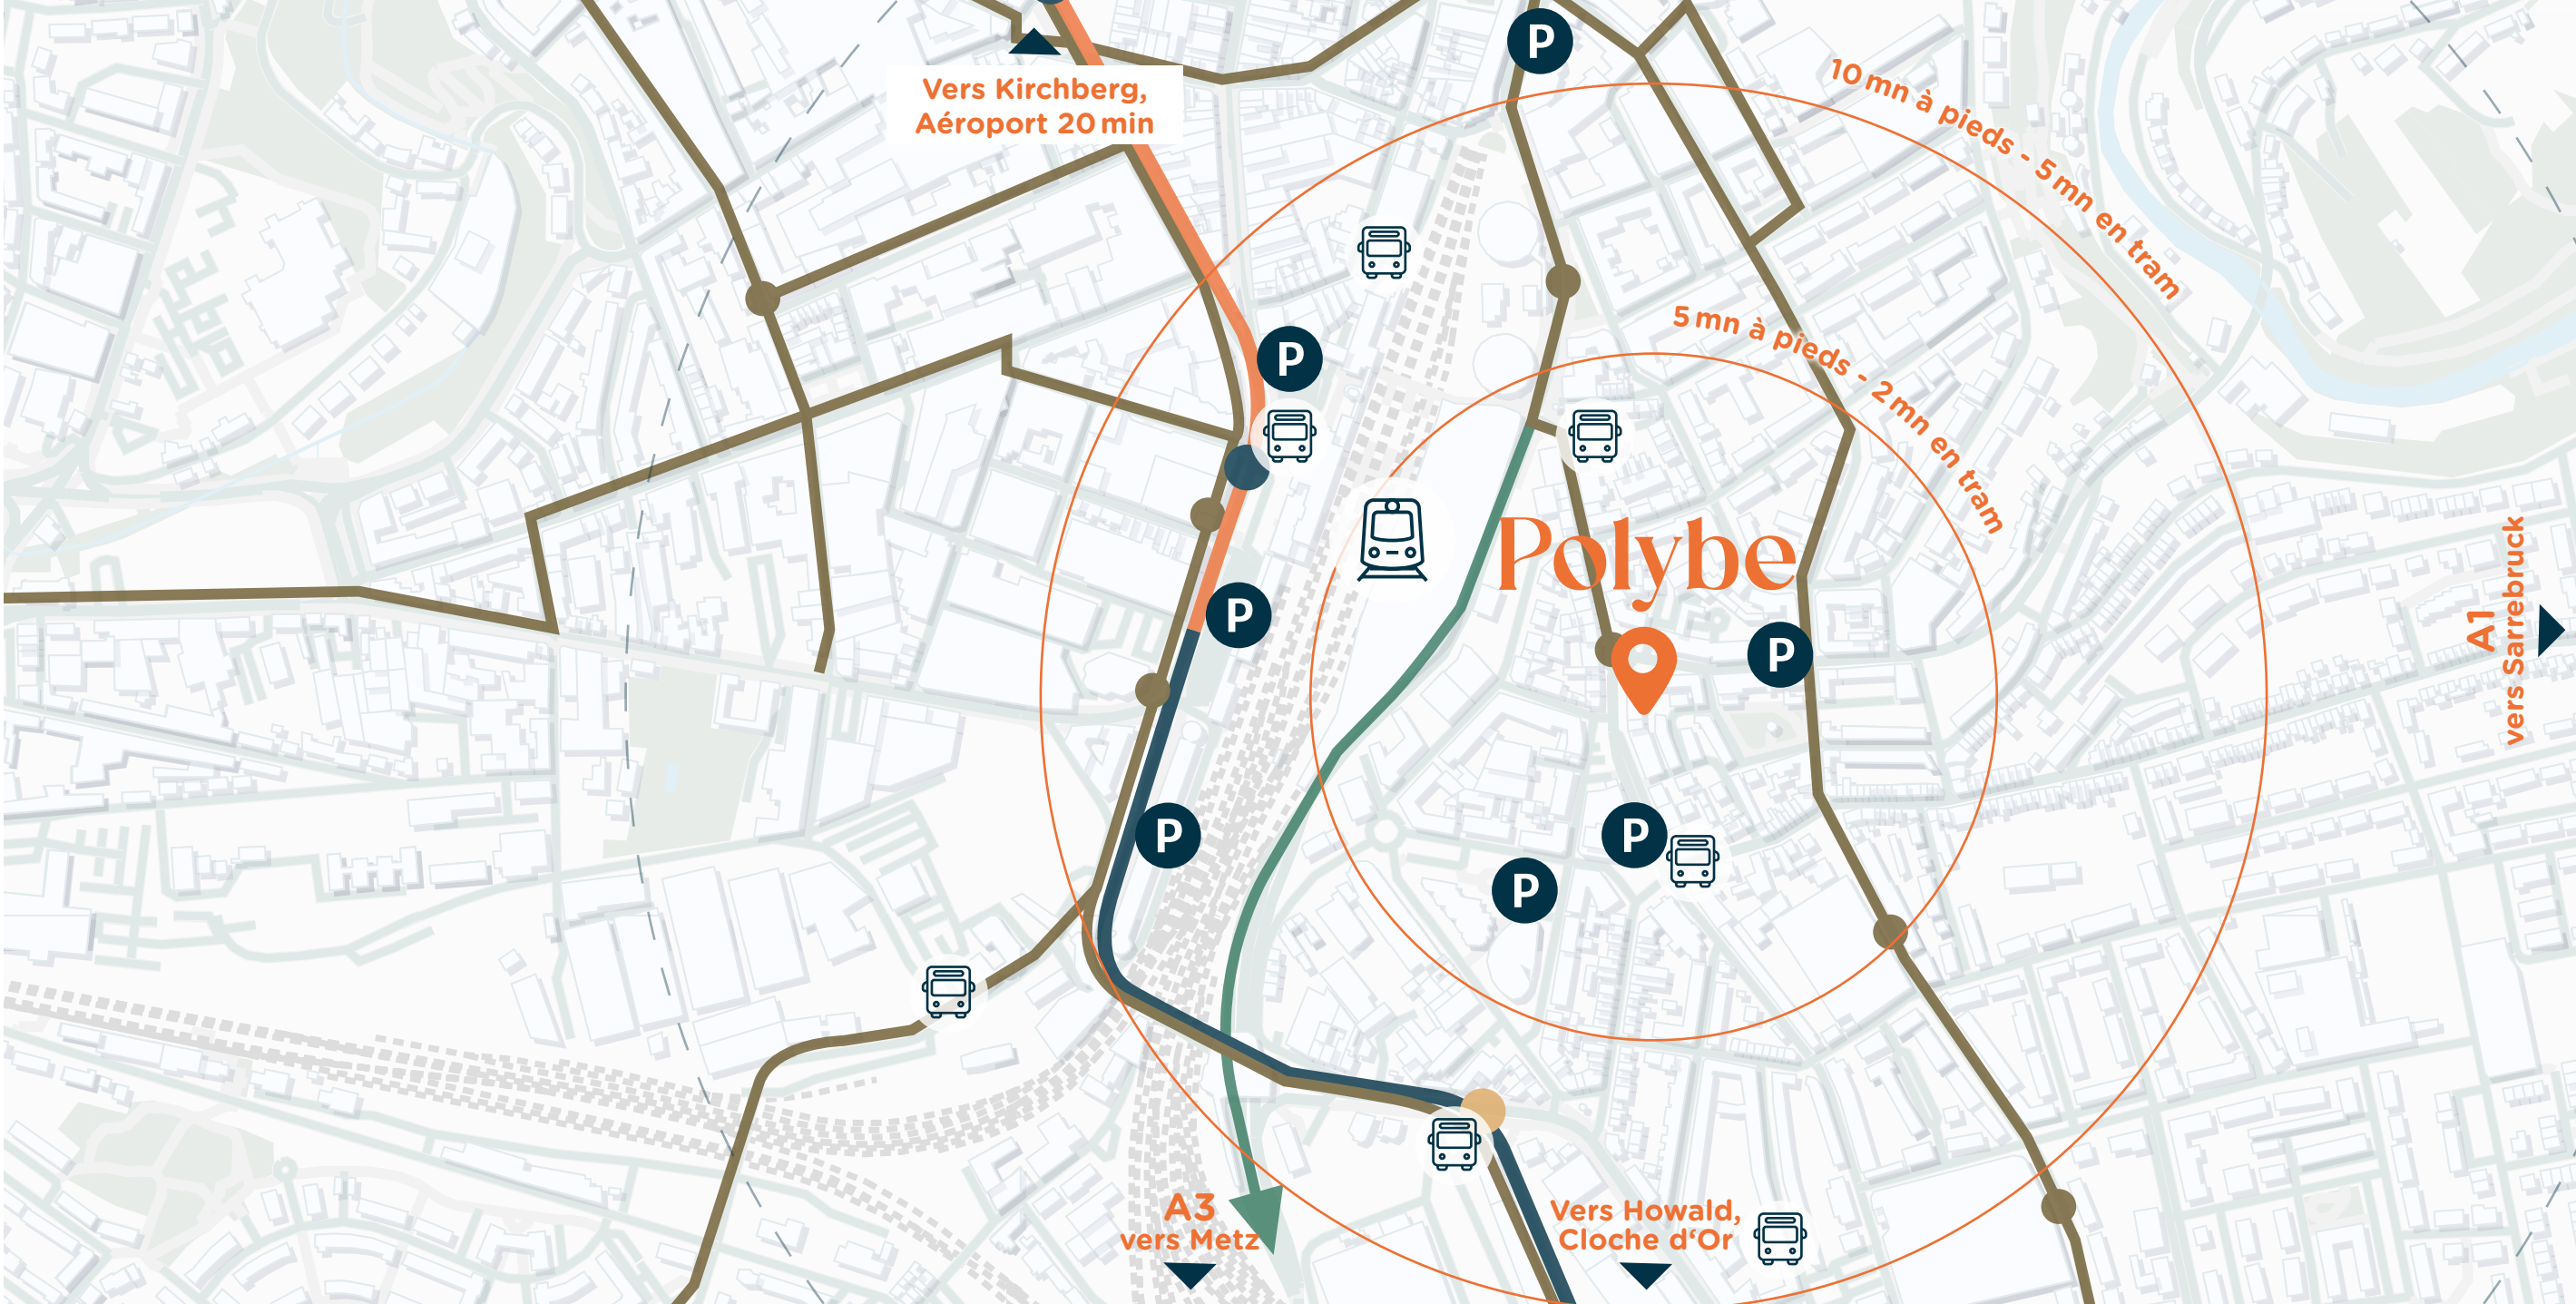 P
Vers Kirchberg,
Aéroport 20 min
10 mn à pieds - 5 mn en tram
5 mn à pieds - 2 mn en tram
P
Polybe
P
P
A1
vers Sarrebruck
P
P
P
A3
vers Metz
Vers Howald,
Cloche d‘Or